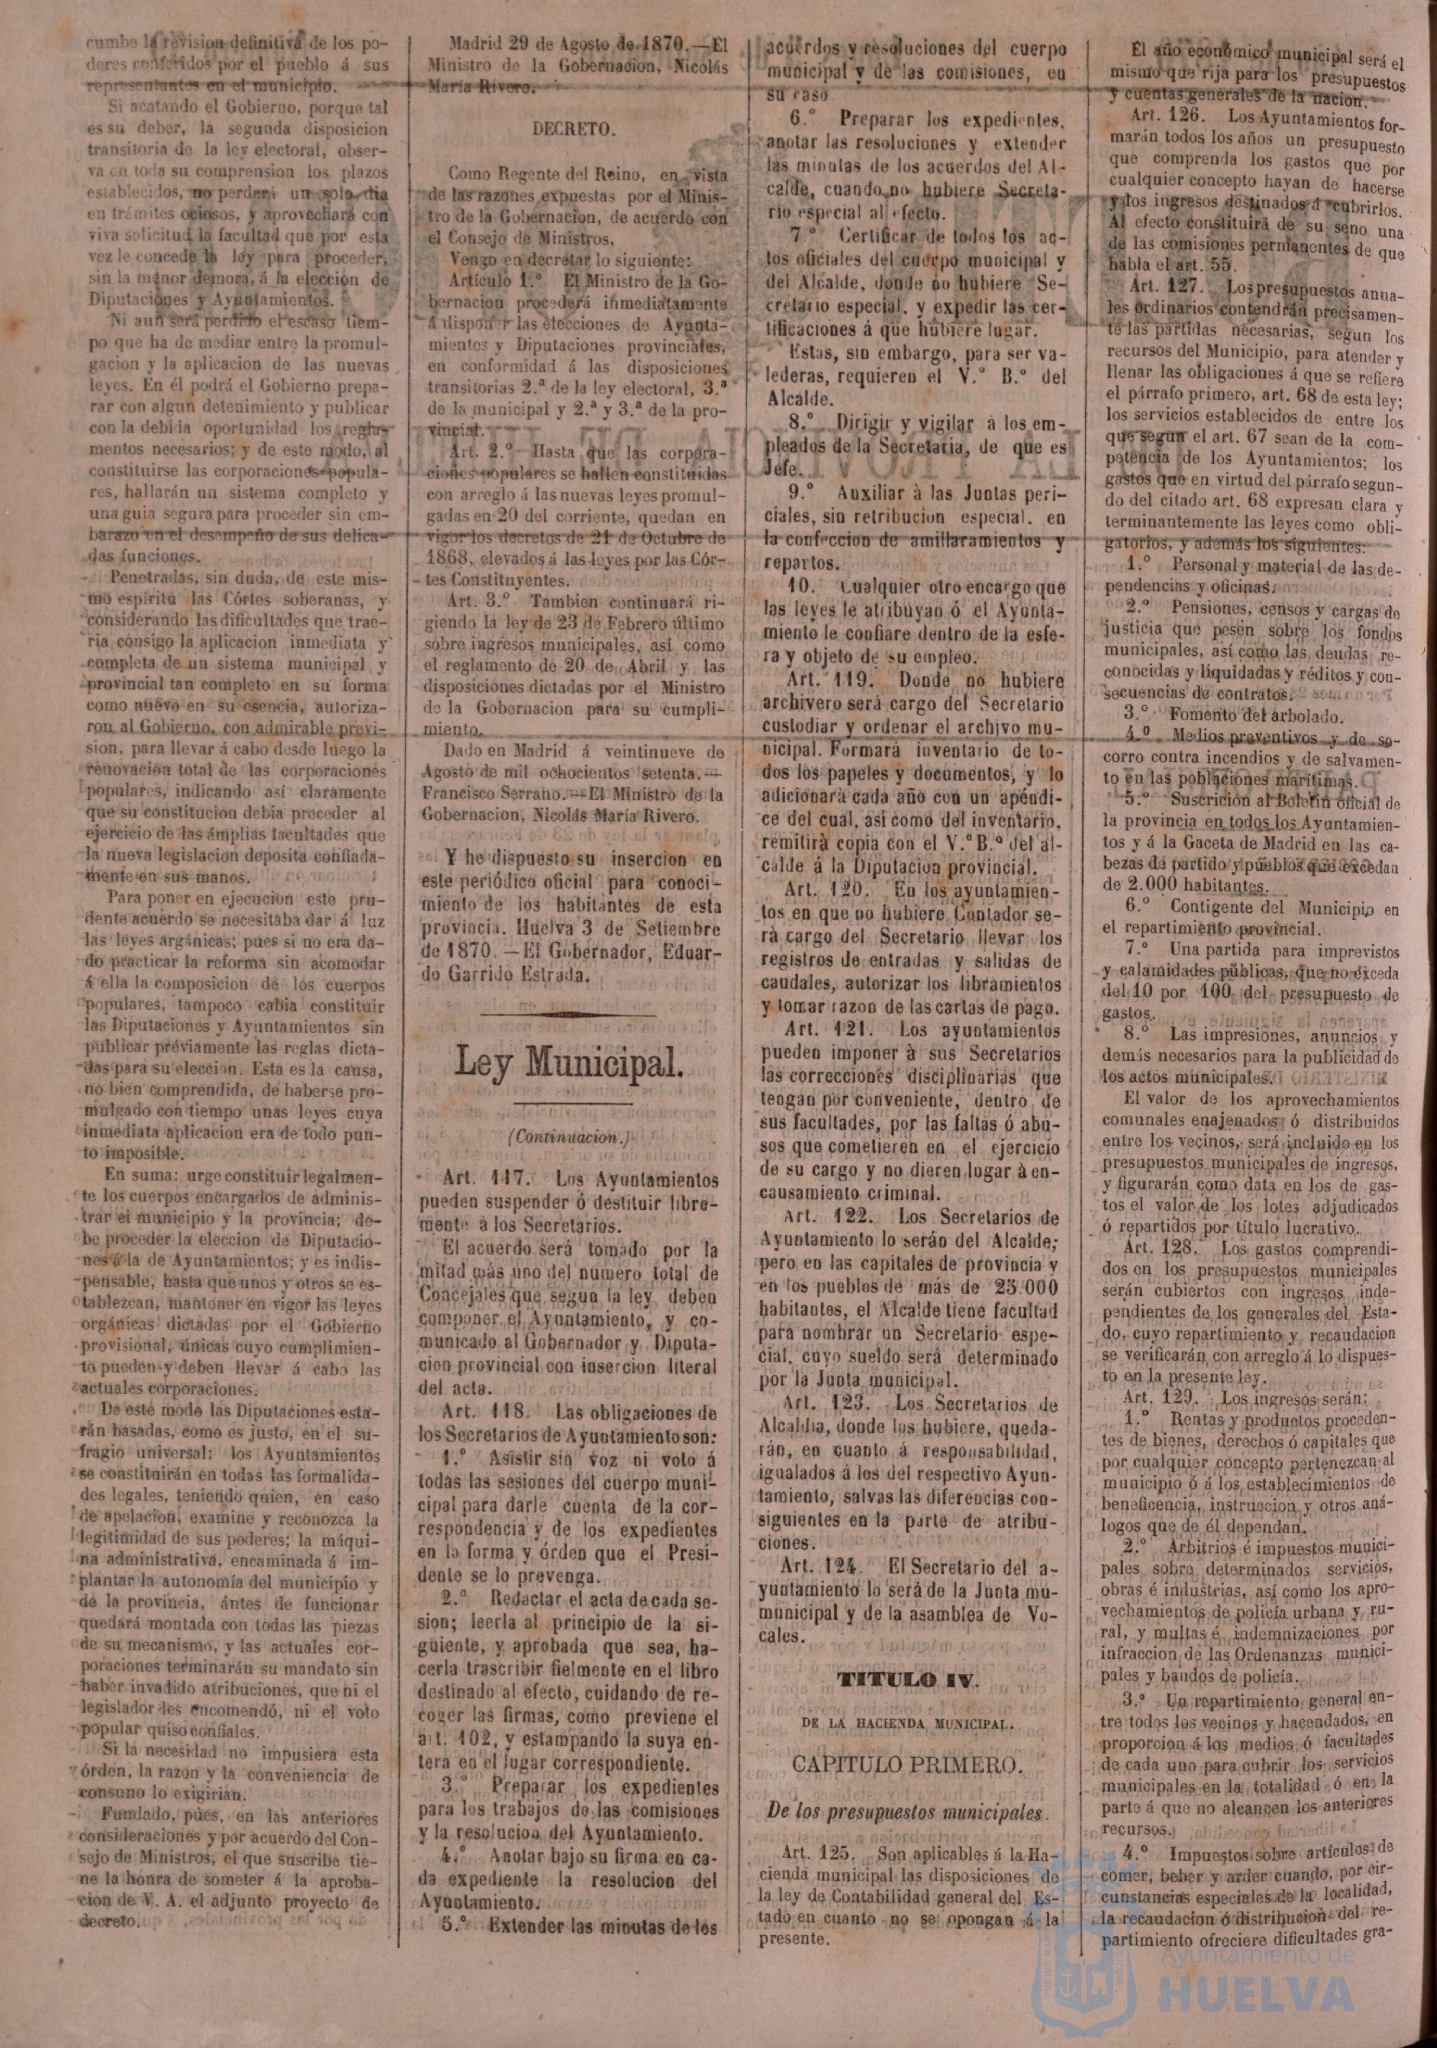 cumbe la revision definitiva de los po-
deres conferidos por el pueblo á sus
representantes en el municipio.
Si acatando el Gobierno, porque tal
es su deber, la segunda disposicion
transitoria de la ley electoral, obser-
va en toda su comprension los plazos
establecidos, no perderá un solo dia
en trámites ociosos, y aprovechará con
viva solicitud la facultad que por esta
vez le concede la ley para proceder,
sin la menor demora, á la eleccion de
Diputaciones y Ayuntamientos.
Ni aun será perdido el escaso tiem-
po que ha de mediar entre la promul-
gacion y la aplicacion de las nuevas
leyes. En él podrá el Gobierno prepa-
rar con algun detenimiento y publicar
con la debida oportunidad los regla-
mentos necesarios; y de este modo, al
constituirse las corporaciones popula-
res, hallarán un sistema completo y
una guia segura para proceder sin em-
barazo en el desempeño de sus delica-
das funciones.
Penetradas, sin duda, de este mis-
mo espíritu las Córtes soberanas, y
considerando las dificultades que trae-
ria consigo la aplicacion inmediata y
completa de un sistema municipal y
provincial tan completo en su forma
como nuevo en su esencia, autoriza-
ron al Gobierno, con admirable previ-
sion, para llevar á cabo desde luego la
renovacion total de las corporaciones
populares, indicando así claramente
que su constitucion debia preceder al
ejercicio de las ámplias facultades que
la nueva legislacion deposita confiada-
mente en sus manos.
Para poner en ejecucion este pru-
dente acuerdo se necesitaba dar á luz
las leyes argánicas; pues si no era da-
do practicar la reforma sin acomodar
á ella la composicion de los cuerpos
populares, tampoco cabia constituir
las Diputaciones y Ayuntamientos sin
publicar préviamente las reglas dicta-
das para su eleccion. Esta es la causa,
no bien comprendida, de haberse pro-
mulgado con tiempo unas leyes cuya
inmediata aplicacion era de todo pun-
to imposible.
En suma: urge constituir legalmen-
te los cuerpos encargados de adminis-
trar el municipio y la provincia; de-
be proceder la eleccion de Diputacio-
nes á la de Ayuntamientos; y es indis-
pensable, hasta que unos y otros se es-
tablezcan, mantener en vigor las leyes
orgánicas dictadas por el Gobierno
provisional, únicas cuyo cumplimien-
to pueden y deben llevar á cabo las
actuales corporaciones.
De este modo las Diputaciones esta-
rán basadas, como es justo, en el su-
fragio universal; los Ayuntamientos
se constituirán en todas las formalida-
des legales, teniendo quien, en caso
de apelacion, examine y reconozca la
legitimidad de sus poderes; la máqui-
na administrativa, encaminada á im-
plantar la autonomía del municipio y
de la provincia, ántes de funcionar
quedará montada con todas las piezas
de su mecanismo, y las actuales cor-
poraciones terminarán su mandato sin
haber invadido atribuciones, que ni el
legislador les encomendó, ni el voto
popular quiso confiales.
Si la necesidad no impusiera esta
órden, la razon y la conveniencia de
consuno lo exigirian.
Fundado, pues, en las anteriores
consideraciones y por acuerdo del Con-
sejo de Ministros, el que suscribe tie-
ne la honra de someter á la aproba-
cion de V. A. el adjunto proyecto de
decreto.
Madrid 29 de Agosto de 1870.—El
Ministro de la Gobernacion, Nicolás
María Rivero.
DECRETO.
Como Regente del Reino, en vista
de las razones expuestas por el Minis-
tro de la Gobernacion, de acuerdo con
el Consejo de Ministros,
Vengo en decretar lo siguiente:
Artículo 1.º El Ministro de la Go-
bernacion procederá inmediatamente
á disponer las elecciones de Ayunta-
mientos y Diputaciones provinciales,
en conformidad á las disposiciones
transitorias 2.ª de la ley electoral, 3.ª
de la municipal y 2.ª y 3.ª de la pro-
vincial.
Art. 2.º Hasta que las corpora-
ciones populares se hallen constituidas
con arreglo á las nuevas leyes promul-
gadas en 20 del corriente, quedan en
vigor los decretos de 21 de Octubre de
1868, elevados á las leyes por las Cór-
tes Constituyentes.
Art. 3.º Tambien continuará ri-
giendo la ley de 23 de Febrero último
sobre ingresos municipales, así como
el reglamento de 20 de Abril y las
disposiciones dictadas por el Ministro
de la Gobernacion para su cumpli-
miento.
Dado en Madrid á veintinueve de
Agosto de mil ochocientos setenta.—
Francisco Serrano.—El Ministro de la
Gobernacion, Nicolás María Rivero.
Y he dispuesto su insercion en
este periódico oficial para conoci-
miento de los habitantes de esta
provincia. Huelva 3 de Setiembre
de 1870.—El Gobernador, Eduar-
do Garrido Estrada.
Ley Municipal.
(Continuacion.)
Art. 117. Los Ayuntamientos
pueden suspender ó destituir libre-
mente á los Secretarios.
El acuerdo será tomado por la
mitad más uno del número total de
Concejales que segun la ley deben
componer el Ayuntamiento, y co-
municado al Gobernador y Diputa-
cion provincial con insercion literal
del acta.
Art. 118. Las obligaciones de
los Secretarios de Ayuntamiento son:
1.º Asistir sin voz ni voto á
todas las sesiones del cuerpo muni-
cipal para darle cuenta de la cor-
respondencia y de los expedientes
en la forma y órden que el Presi-
dente se lo prevenga.
2.º Redactar el acta de cada se-
sion; leerla al principio de la si-
guiente, y aprobada que sea, ha-
cerla trascribir fielmente en el libro
destinado al efecto, cuidando de re-
coger las firmas, como previene el
art. 102, y estampando la suya en-
tera en el lugar correspondiente.
3.º Preparar los expedientes
para los trabajos de las comisiones
y la resolucion del Ayuntamiento.
4.º Anotar bajo su firma en ca-
da expediente la resolucion del
Ayuntamiento.
5.º Extender las minutas de los
acuerdos y resoluciones del cuerpo
municipal y de las comisiones, en
su caso.
6.º Preparar los expedientes,
anotar las resoluciones y extender
las minutas de los acuerdos del Al-
calde, cuando no hubiere Secreta-
rio especial al efecto.
7.º Certificar de todos los ac-
tos oficiales del cuerpo municipal y
del Alcalde, donde no hubiere Se-
cretario especial, y expedir las cer-
tificaciones á que hubiere lugar.
Estas, sin embargo, para ser va-
lederas, requieren el V.º B.º del
Alcalde.
8.º Dirigir y vigilar á los em-
pleados de la Secretaria, de que es
Jefe.
9.º Auxiliar à las Juntas peri-
ciales, sin retribucion especial, en
la confeccion de amillaramientos y
repartos.
10. Cualquier otro encargo que
las leyes le atribuyan ó el Ayunta-
miento le confiare dentro de la esfe-
ra y objeto de su empleo.
Art. 119. Donde no hubiere
archivero será cargo del Secretario
custodiar y ordenar el archivo mu-
nicipal. Formará inventario de to-
dos los papeles y documentos, y lo
adicionará cada año con un apéndi-
ce del cual, así como del inventario,
remitirà copia con el V.º B.º del al-
calde á la Diputacion provincial.
Art. 120. En los ayuntamien-
tos en que no hubiere Contador se-
rà cargo del Secretario llevar los
registros de entradas y salidas de
caudales, autorizar los libramientos
y tomar razon de las cartas de pago.
Art. 121. Los ayuntamientos
pueden imponer à sus Secretarios
las correcciones disciplinarias que
tengan por conveniente, dentro de
sus facultades, por las faltas ó abu-
sos que cometieren en el ejercicio
de su cargo y no dieren lugar à en-
causamiento criminal.
Art. 122. Los Secretarios de
Ayuntamiento lo serán del Alcalde;
pero en las capitales de provincia y
en los pueblos de más de 25.000
habitantes, el Alcalde tiene facultad
para nombrar un Secretario espe-
cial, cuyo sueldo será determinado
por la Junta municipal.
Art. 123. Los Secretarios de
Alcaldia, donde los hubiere, queda-
rán, en cuanto á responsabilidad,
igualados á los del respectivo Ayun-
tamiento, salvas las diferencias con-
siguientes en la parte de atribu-
ciones.
Art. 124. El Secretario del a-
yuntamiento lo será de la Junta mu-
municipal y de la asamblea de Vo-
cales.
TITULO IV.
DE LA HACIENDA MUNICIPAL.
CAPITULO PRIMERO.
De los presupuestos municipales.
Art. 125. Son aplicables á la Ha-
cienda municipal las disposiciones de
la ley de Contabilidad general del Es-
tado en cuanto no se opongan á la
presente.
El año económico municipal será el
mismo que rija para los presupuestos
y cuentas generales de la nacion.
Art. 126. Los Ayuntamientos for-
marán todos los años un presupuesto
que comprenda los gastos que por
cualquier concepto hayan de hacerse
y los ingresos destinados á cubrirlos.
Al efecto constituirá de su seno una
de las comisiones permanentes de que
habla el art. 55.
Art. 127. Los presupuestos anua-
les ordinarios contendrán precisamen-
te las partidas necesarias, segun los
recursos del Municipio, para atender y
llenar las obligaciones á que se refiere
el párrafo primero, art. 68 de esta ley;
los servicios establecidos de entre los
que segun el art. 67 sean de la com-
petencia de los Ayuntamientos; los
gastos que en virtud del párrafo segun-
do del citado art. 68 expresan clara y
terminantemente las leyes como obli-
gatorios, y además los siguientes:
1.º Personal y material de las de-
pendencias y oficinas.
2.º Pensiones, censos y cargas de
justicia que pesen sobre los fondos
municipales, así como las deudas re-
conocidas y liquidadas y réditos y con-
secuencias de contratos.
3.º Fomento del arbolado.
4.º Medios preventivos y de so-
corro contra incendios y de salvamen-
to en las poblaciones marítimas.
5.º Suscricion al Boletin oficial de
la provincia en todos los Ayuntamien-
tos y á la Gaceta de Madrid en las ca-
bezas de partido y pueblos que excedan
de 2.000 habitantes.
6.º Contigente del Municipio en
el repartimiento provincial.
7.º Una partida para imprevistos
y calamidades públicas, que no exceda
del 10 por 100 del presupuesto de
gastos.
8.º Las impresiones, anuncios y
demás necesarios para la publicidad de
los actos municipales.
El valor de los aprovechamientos
comunales enajenados ó distribuidos
entre los vecinos, será incluido en los
presupuestos municipales de ingresos,
y figurarán como data en los de gas-
tos el valor de los lotes adjudicados
ó repartidos por título lucrativo.
Art. 128. Los gastos comprendi-
dos en los presupuestos municipales
serán cubiertos con ingresos inde-
pendientes de los generales del Esta-
do, cuyo repartimiento y recaudacion
se verificarán con arreglo á lo dispues-
to en la presente ley.
Art. 129. Los ingresos serán:
1.º Rentas y productos proceden-
tes de bienes, derechos ó capitales que
por cualquier concepto pertenezcan al
municipio ó á los establecimientos de
beneficencia, instruccion y otros aná-
logos que de él dependan.
2.º Arbitrios é impuestos munici-
pales sobre determinados servicios,
obras é industrias, así como los apro-
vechamientos de policía urbana y ru-
ral, y multas é indemnizaciones por
infraccion de las Ordenanzas munici-
pales y bandos de policía.
3.º Un repartimiento general en-
tre todos los vecinos y hacendados, en
proporcion á los medios ó facultades
de cada uno para cubrir los servicios
municipales en la totalidad ó en la
parte á que no alcancen los anteriores
recursos.
4.º Impuestos sobre artículos de
comer, beber y arder cuando, por cir-
cunstancias especiales de la localidad,
la recaudacion ó distribucion del re-
partimiento ofreciere dificultades gra-
Ayuntamiento de
HUELVA